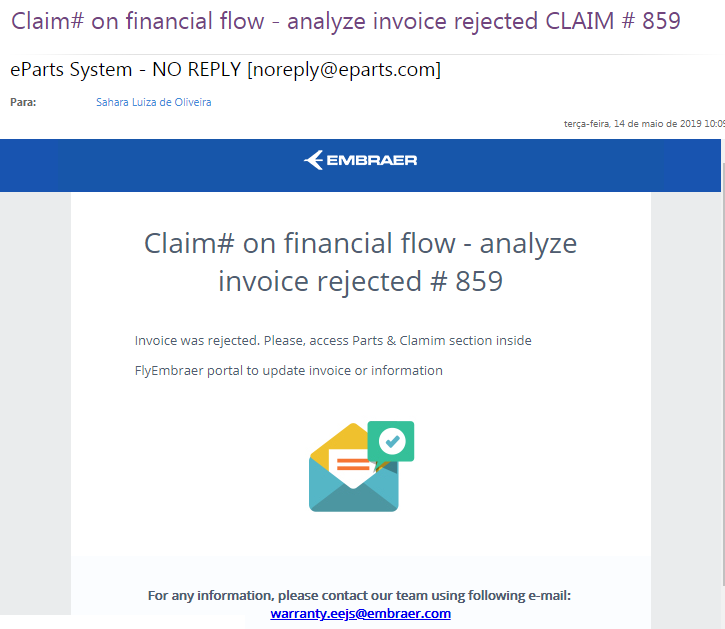 Claim# on financial flow - analyze invoice rejected CLAIM # 859
eParts System - NO REPLY [noreply@eparts.com]
Para: Sahara Luiza de Oliveira
terça-feira, 14 de maio de 2019 10:09
EMBRAER
Claim# on financial flow - analyze
invoice rejected # 859
Invoice was rejected. Please, access Parts & Clamim section inside
FlyEmbraer portal to update invoice or information
For any information, please contact our team using following e-mail:
warranty.eejs@embraer.com